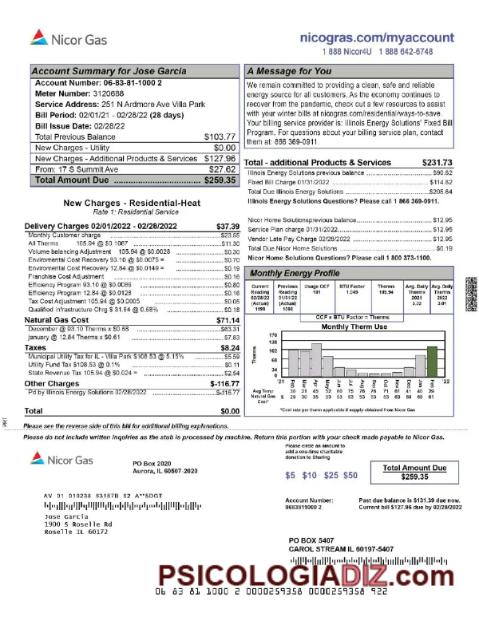 Nicor Gas
nicogras.com/myaccount
1 888 Nicor4U 1 888 642-6748
Account Summary for Jose Garcia
Account Number: 06-83-81-1000 2
Meter Number: 3120688
Service Address: 251 N Ardmore Ave Villa Park
Bill Period: 02/01/21 - 02/28/22 (28 days)
Bill Issue Date: 02/28/22
Total Previous Balance $103.77
New Charges - Utility $0.00
New Charges - Additional Products & Services $127.96
From: 17 S Summit Ave $27.62
Total Amount Due $259.35
A Message for You
We remain committed to providing a clean, safe and reliable
energy source for all customers. As the economy continues to
recover from the pandemic, check out a few resources to assist
with your winter bills at nicogras.com/residential/ways-to-save.
Your billing service provider is: Illinois Energy Solutions' Fixed Bill
Program. For questions about your billing service plan, contact
them at: 888 369-0911
Total - additional Products & Services $231.73
Illinois Energy Solutions previous balance $90.82
Fixed Bill Charge 01/31/2022 $114.82
Total Due Illinois Energy Solutions $205.64
Illinois Energy Solutions Questions? Please call 1 888 369-0911.
Nicor Home Solutions previous balance $12.95
Service Plan charge 01/31/2022 $12.95
Vendor Late Pay Charge 02/28/2022 $12.95
Total Due Nicor Home Solutions $0.19
Nicor Home Solutions Questions? Please call 1 800 373-1100.
New Charges - Residential-Heat
Rate 1: Residential Service
Delivery Charges 02/01/2022 - 02/28/2022 $37.39
Monthly Customer charge
All Therms 105.94 @ $0.1067 $11.30
Volume balancing Adjustment 105.94 @ $0.0028 $0.30
Enviromental Cost Recovery 93.10 @ $0.0075 = $0.70
Enviromental Cost Recovery 12.84 @ $0.0149 = $0.19
Franchise Cost Adjustment $0.16
Efficiency Program 93.10 @ $0.0086 $0.80
Efficiency Program 12.84 @ $0.0128 $0.16
Tax Cost Adjustment 105.94 @ $0.0005 $0.05
Qualified Infraestructure Chrg $ 31.94 @ 0.58% $0.18
Natural Gas Cost $71.14
December @ 93.10 Therms x $0.68 $63.31
january @ 12.84 Therms x $0.61 $7.83
Taxes $8.24
Municipal Utility Tax for IL - Villa Park $108.53 @ 5.15% $5.59
Utility Fund Tax $108.53 @ 0.1% $0.11
State Revenue Tax 105.94 @ $0.024 = $2.54
Other Charges $-116.77
Pd by Illinois Energy Solutions 02/28/2022 $-116.77
Total $0.00
Monthly Energy Profile
Current Reading 02/28/22 (Actual)
Previous Reading 01/31/22 (Actual)
Usage CCF 101
BTU Factor
Therms 105.94
Avg. Daily Therms 2021
Avg. Daily Therms 2022
CCF x BTU Factor = Therms
Monthly Therm Use
Therms
*Cost rate per therm applicable if supply obtained from Nicor Gas
Please see the reverse side of this bill for additional billing explanations.
Please do not include written inquiries as the stub is processed by machine. Return this portion with your check made payable to Nicor Gas.
Nicor Gas
PO Box 2020
Aurora, IL 60507-2020
Please circle an amount to
add a one-time charitable
donation to Sharing
$5 $10 $25 $50
Total Amount Due
$259.35
AV 01 010238 83187B 12 A**5DGT
Jose Garcia
1900 S Roselle Rd
Roselle IL 60172
Account Number:
0683811000 2
Past due balance is $131.39 due now.
Current bill $127.96 due by 02/28/2022
PO BOX 5407
CAROL STREAM IL 60197-5407
PSICOLOGIADIZ.com
06 83 81 1000 2 0000259358 0000259358 922